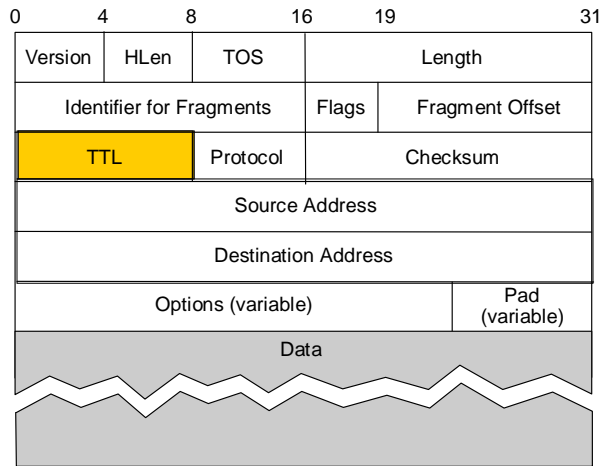 0 4 8 16 19 31
Version HLen TOS Length
Identifier for Fragments Flags Fragment Offset
TTL Protocol Checksum
Source Address
Destination Address
Options (variable) Pad
(variable)
Data